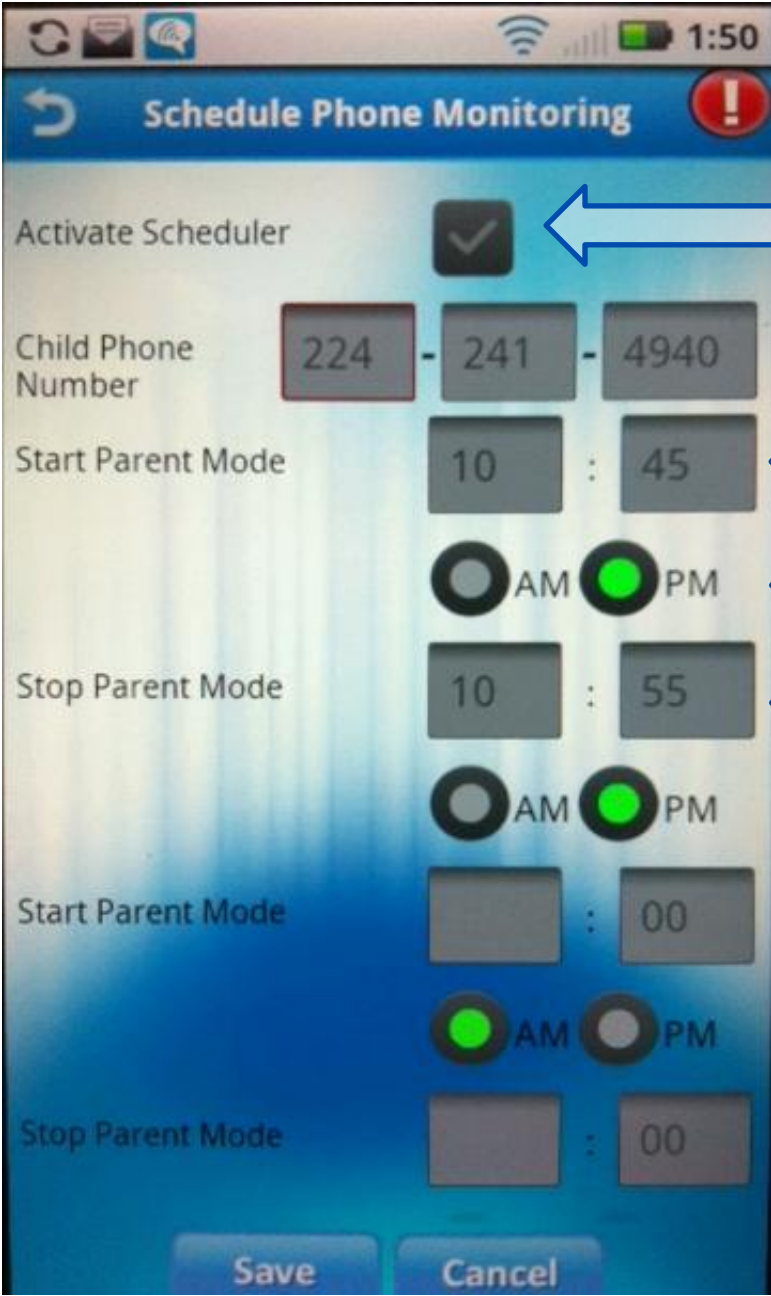 1:50
Schedule Phone Monitoring
Activate Scheduler
Child Phone
Number
224 - 241 - 4940
Start Parent Mode 10 : 45
AM PM
Stop Parent Mode 10 : 55
AM PM
Start Parent Mode : 00
AM PM
Stop Parent Mode : 00
Save Cancel